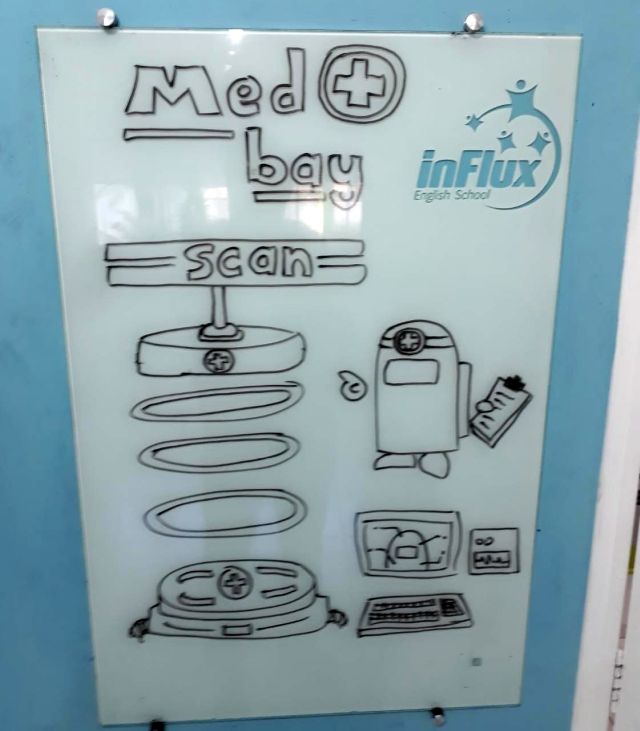 Med
bay
inFlux
English School
scan